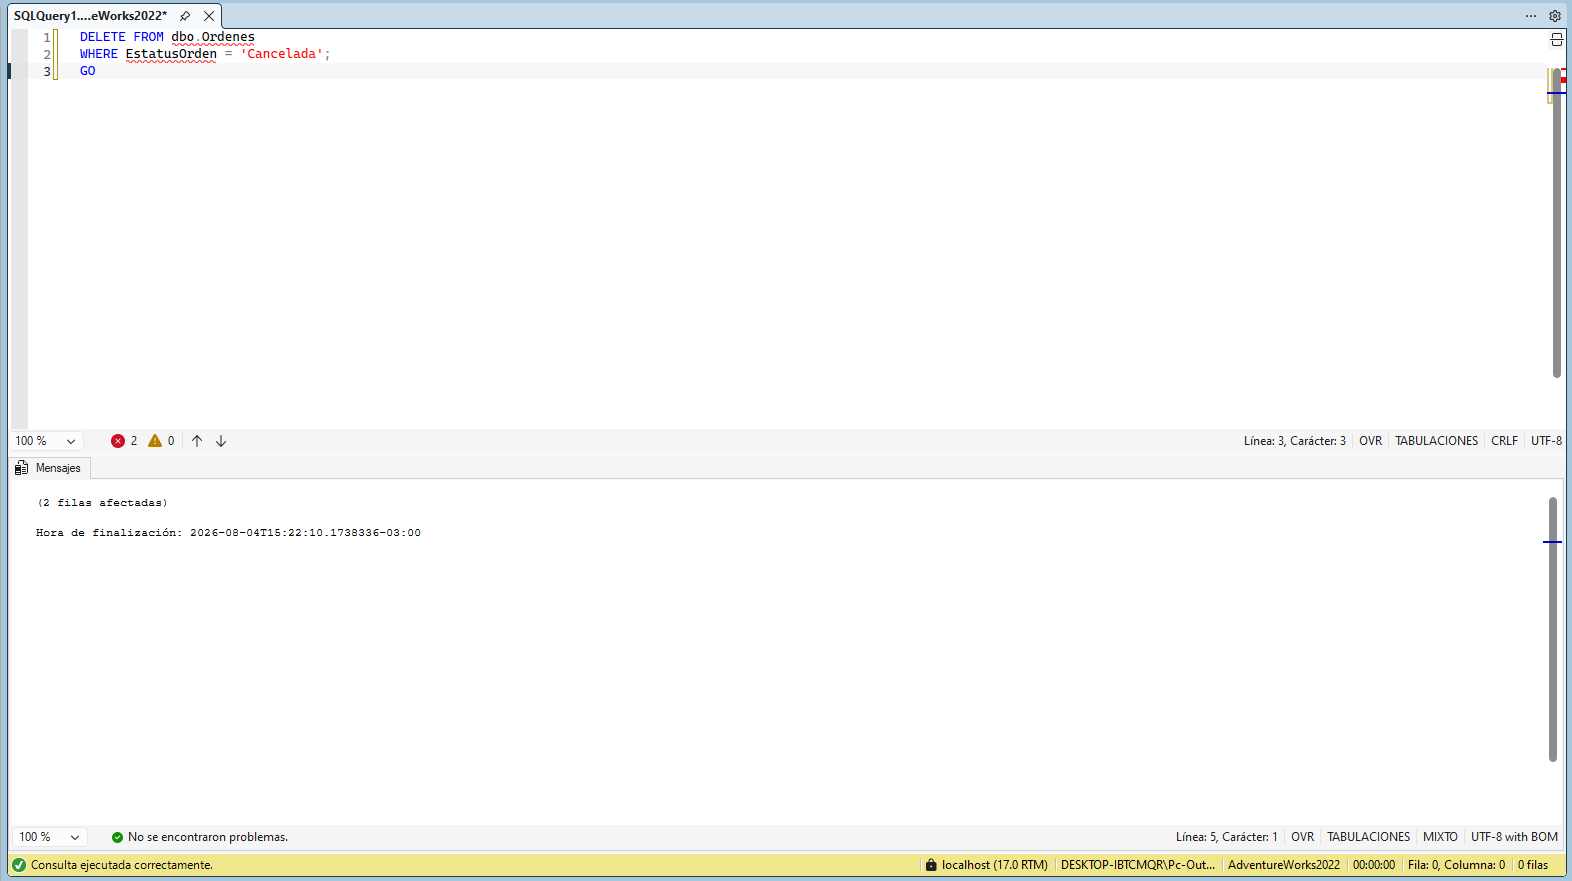 SQLQuery1....eWorks2022*
1 DELETE FROM dbo.Ordenes
2 WHERE EstatusOrden = 'Cancelada';
3 GO
100 % 2 0 Línea: 3, Carácter: 3 OVR TABULACIONES CRLF UTF-8
Mensajes
(2 filas afectadas)
Hora de finalización: 2026-08-04T15:22:10.1738336-03:00
100 % No se encontraron problemas. Línea: 5, Carácter: 1 OVR TABULACIONES MIXTO UTF-8 with BOM
Consulta ejecutada correctamente. localhost (17.0 RTM) DESKTOP-IBTCMQR\Pc-Out... AdventureWorks2022 00:00:00 Fila: 0, Columna: 0 0 filas